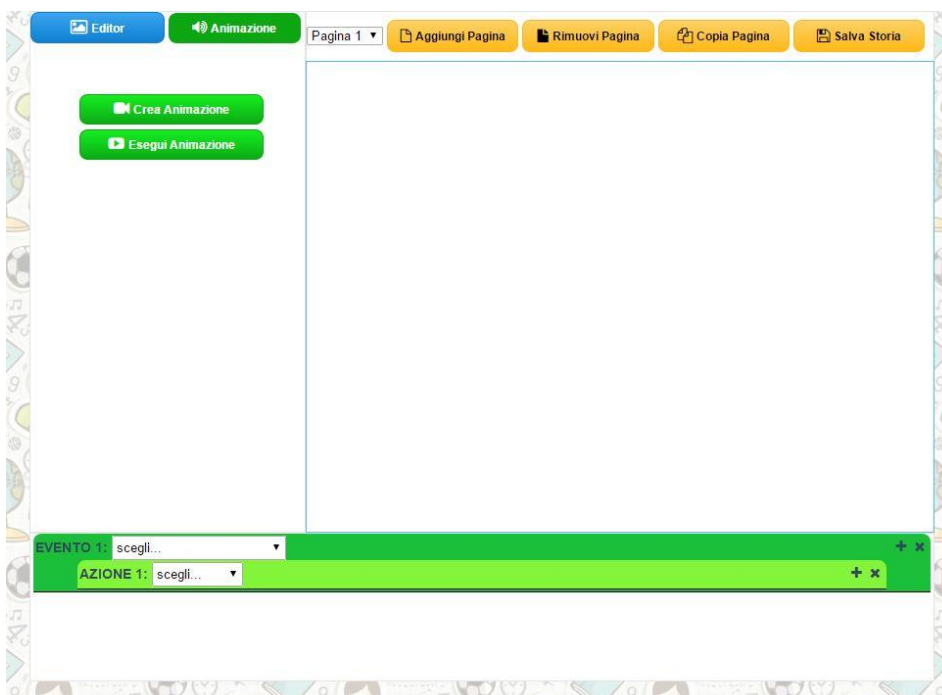 Editor
Animazione
Pagina 1
Aggiungi Pagina
Rimuovi Pagina
Copia Pagina
Salva Storia
Crea Animazione
Esegui Animazione
EVENTO 1: scegli...
AZIONE 1: scegli...